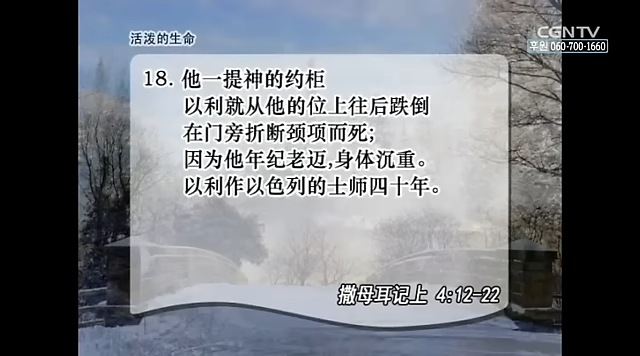 活泼的生命
CGNTV
후원 060-700-1660
18. 他一提神的约柜
以利就从他的位上往后跌倒
在门旁折断颈项而死;
因为他年纪老迈,身体沉重。
以利作以色列的士师四十年。
撒母耳记上 4:12-22